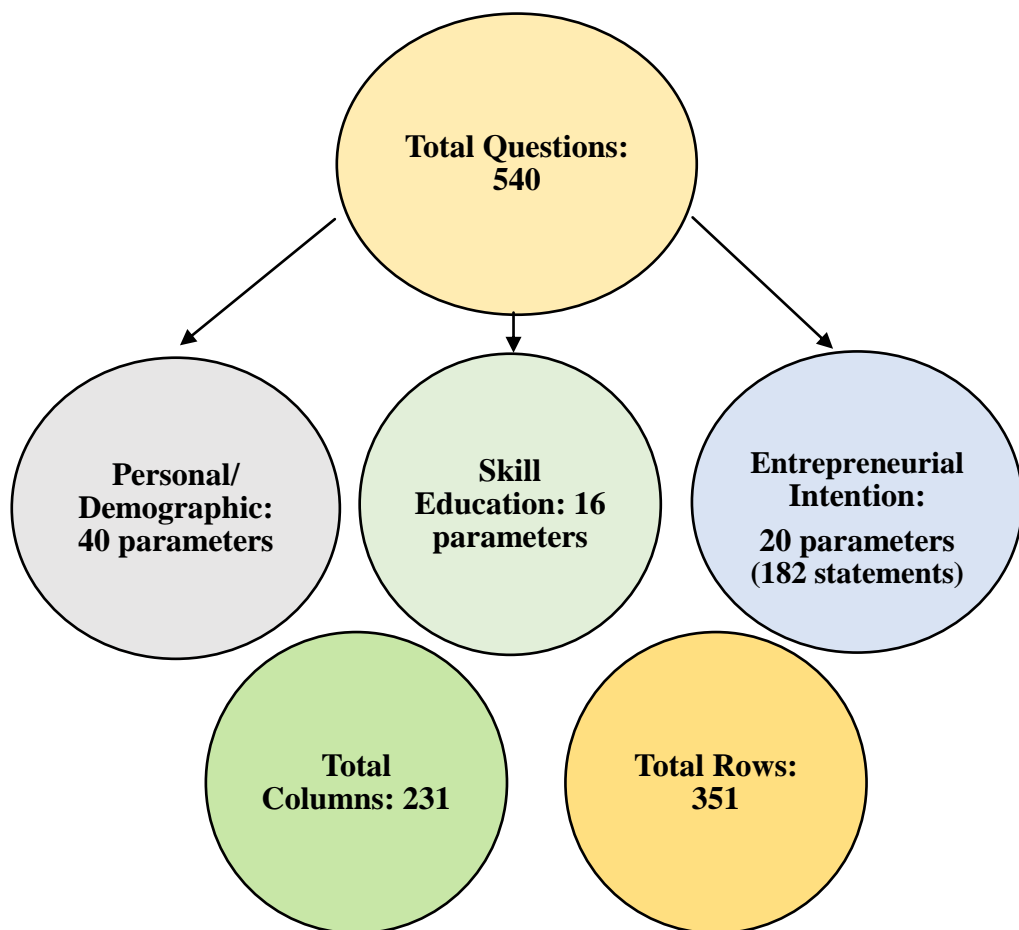 Total Questions:
540
Personal/
Demographic:
40 parameters
Skill
Education: 16
parameters
Entrepreneurial
Intention:
20 parameters
(182 statements)
Total
Columns: 231
Total Rows:
351